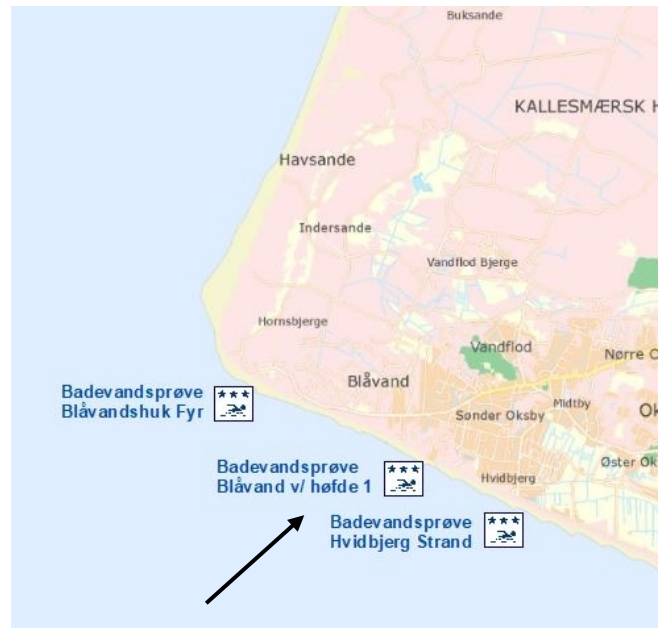 Buksande
KALLESMÆRSK H
Havsande
Indersande
Vandflod Bjerge
Hornsbjerge
Vandflod
Nørre O
Blåvand
Badevandsprøve
Blåvandshuk Fyr
Sønder Oksby
Midtby
Ok
Badevandsprøve
Blåvand v/ høfde 1
Øster Ok
Hvidbjerg
Badevandsprøve
Hvidbjerg Strand